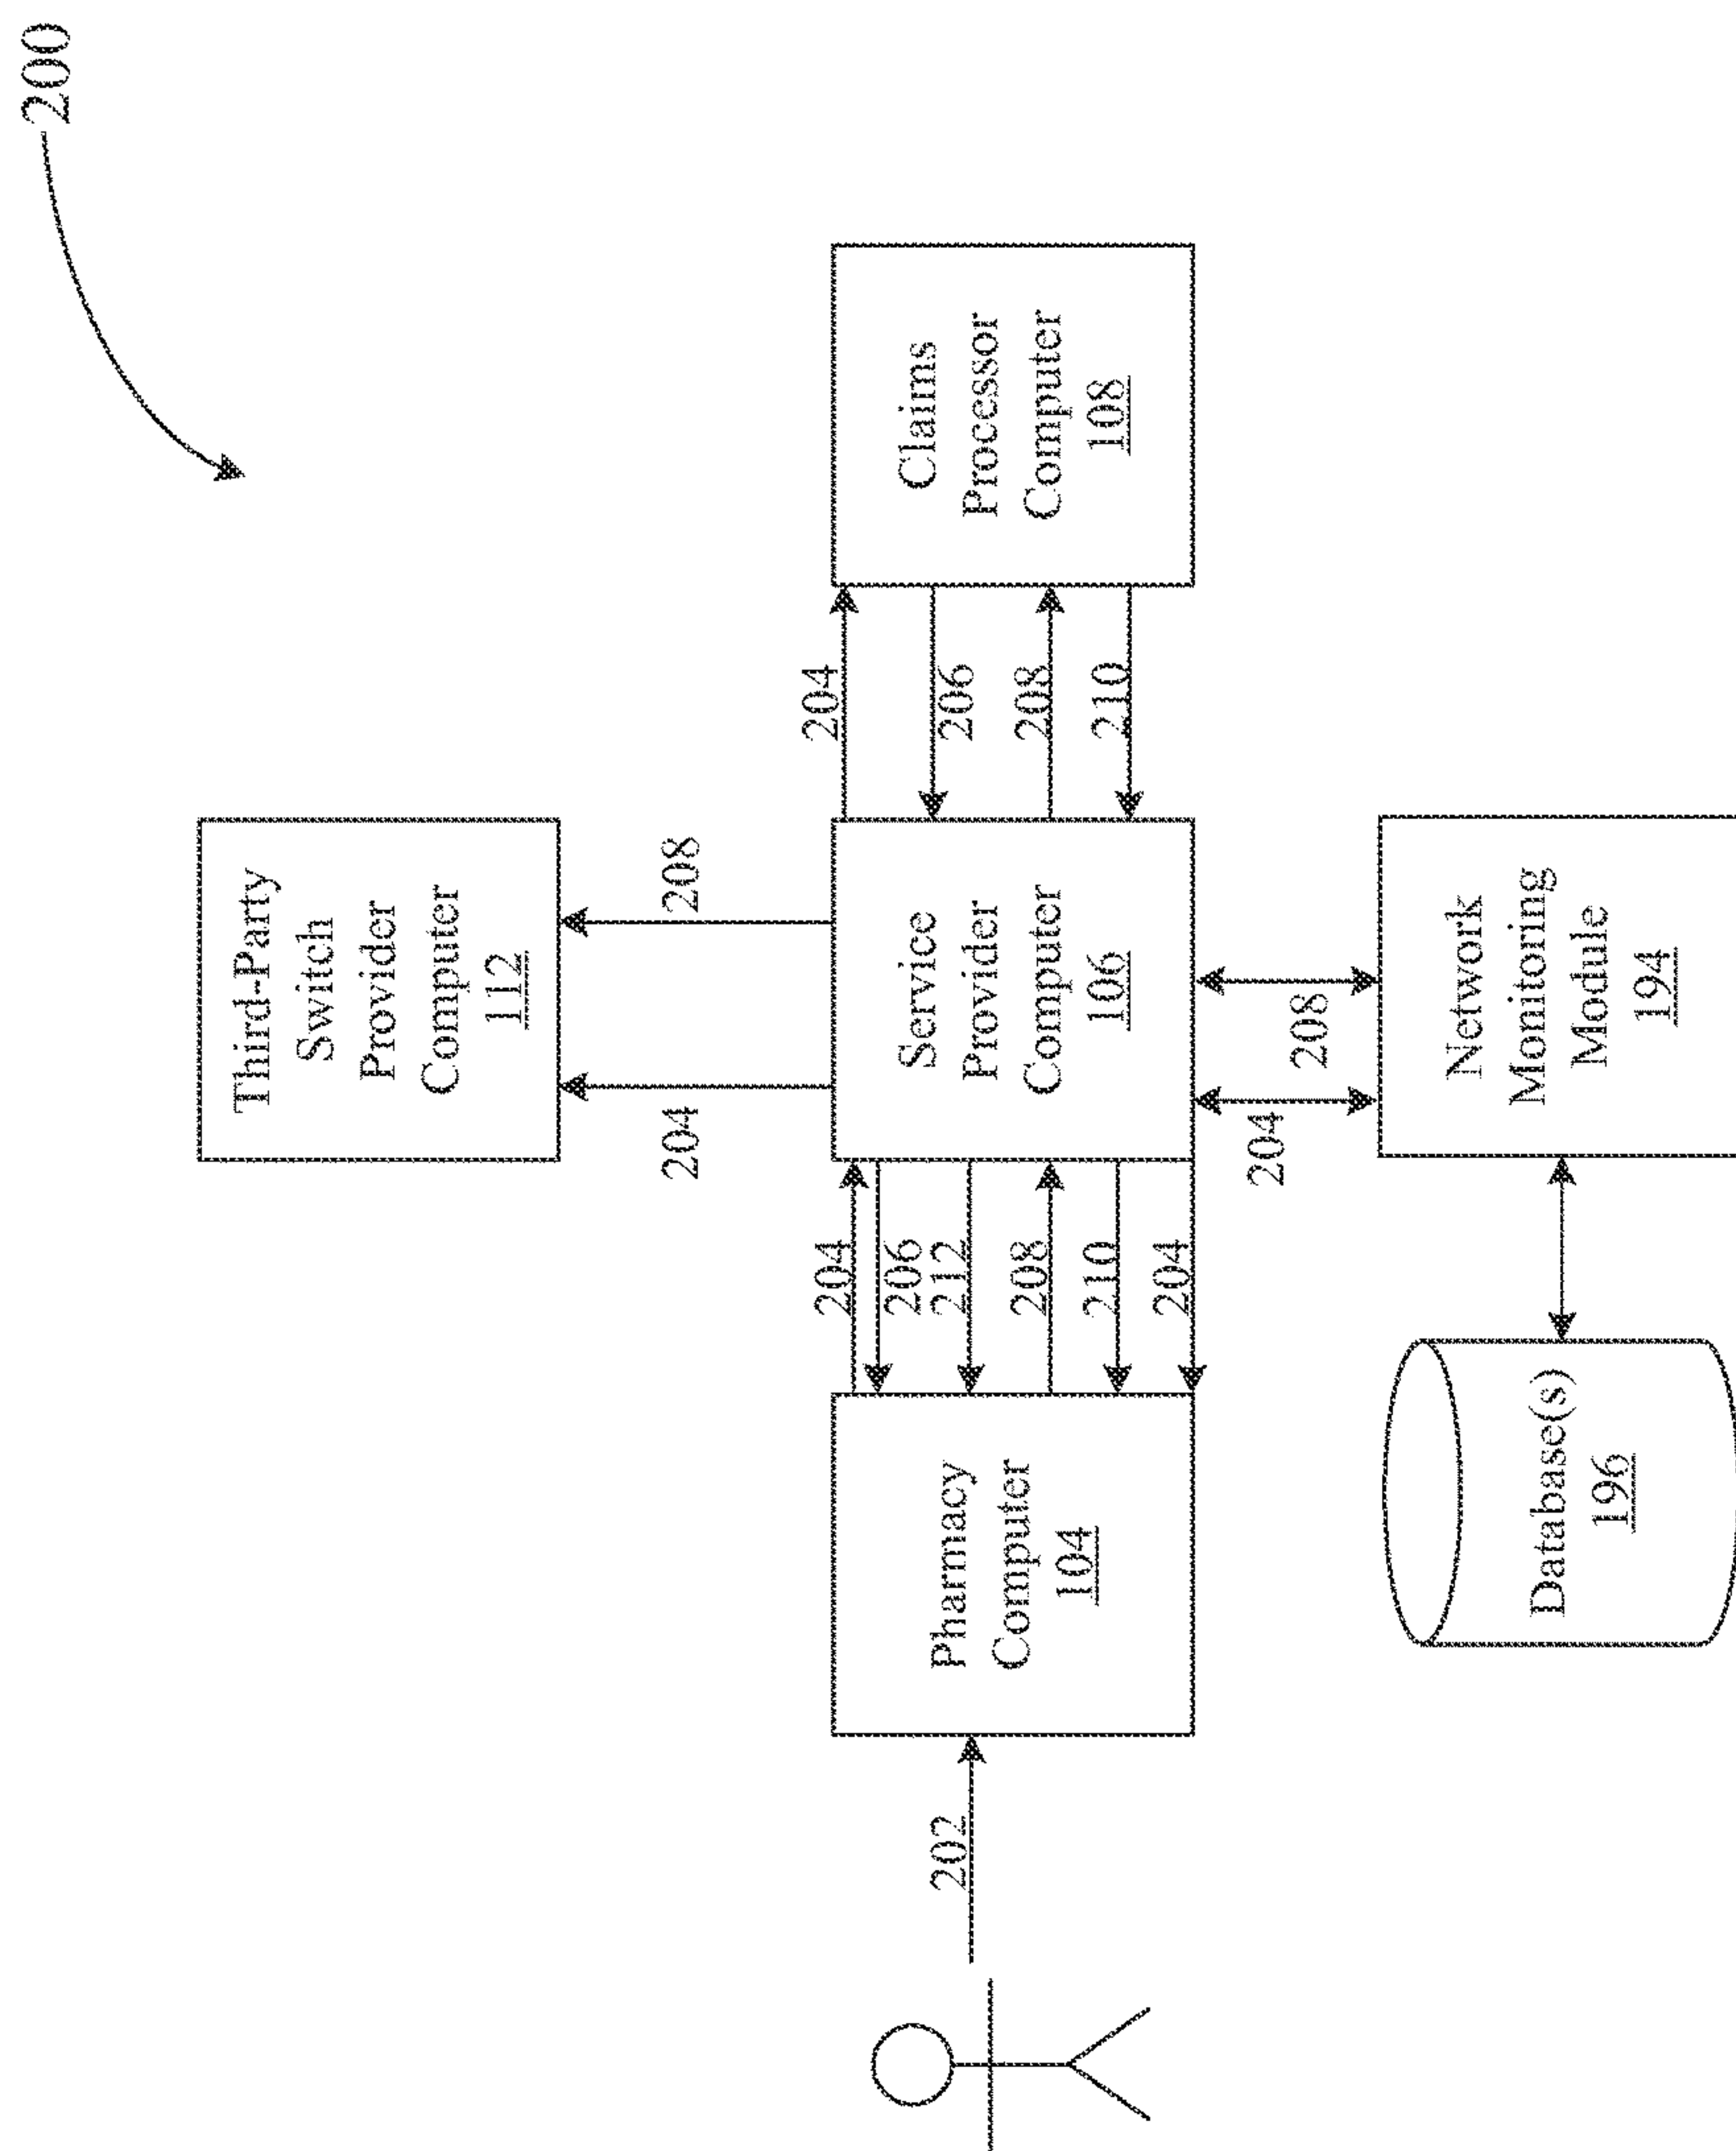 200
Third-Party
Switch
Provider
Computer
112
204
208
202
Pharmacy
Computer
104
204
206
212
208
210
204
Service
Provider
Computer
106
204
206
208
210
Claims
Processor
Computer
108
204
208
Database(s)
196
Network
Monitoring
Module
194